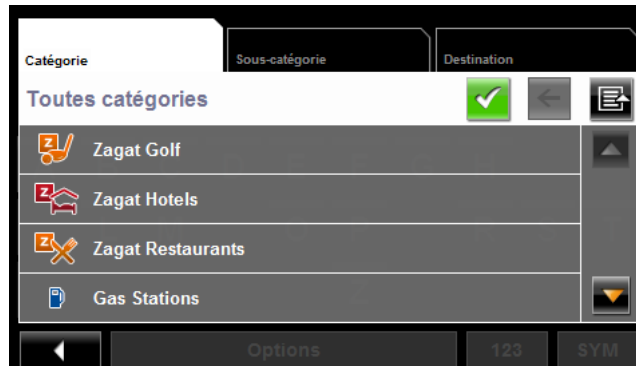 Catégorie
Sous-catégorie
Destination
Toutes catégories
Z Zagat Golf
Z Zagat Hotels
Z Zagat Restaurants
Gas Stations
Options
123
SYM